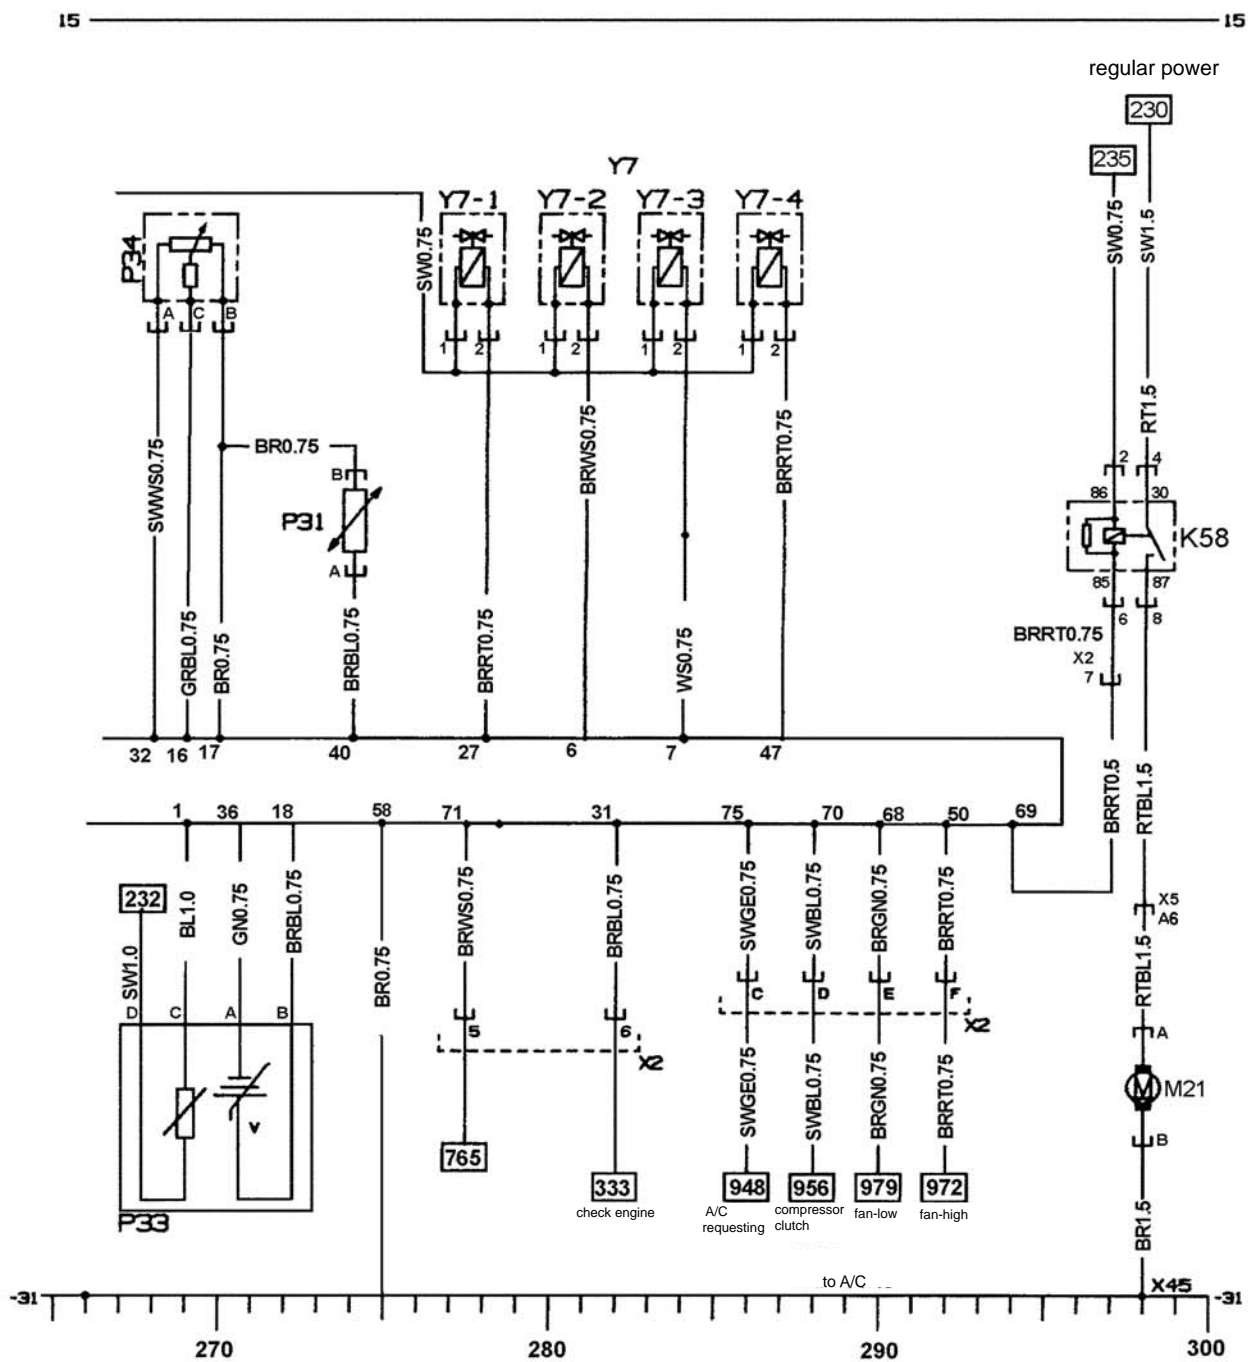 15
15
regular power
230
235
Y7
Y7-1
Y7-2
Y7-3
Y7-4
P34
SW0.75
SW0.75
SW1.5
A
C
B
1
2
1
2
1
2
1
2
RT1.5
SWWS0.75
BR0.75
BRWS0.75
BRRT0.75
B
P31
A
2
4
86
30
K58
85
87
6
8
GRBL0.75
BR0.75
BRBL0.75
BRRT0.75
WS0.75
BRRT0.75
X2
7
32
16
17
40
27
6
7
47
BRRT0.5
RTBL1.5
1
36
18
58
71
31
75
70
68
50
69
232
SW1.0
BL1.0
GN0.75
BRBL0.75
BR0.75
BRWS0.75
BRBL0.75
SWGE0.75
SWBL0.75
BRGN0.75
BRRT0.75
X5
A6
RTBL1.5
D
C
A
B
5
6
X2
C
D
E
F
X2
A
M
M21
B
V
SWGE0.75
SWBL0.75
BRGN0.75
BRRT0.75
765
333
948
956
979
972
check engine
A/C
requesting
compressor
clutch
fan-low
fan-high
P33
BR1.5
to A/C
X45
-31
-31
270
280
290
300